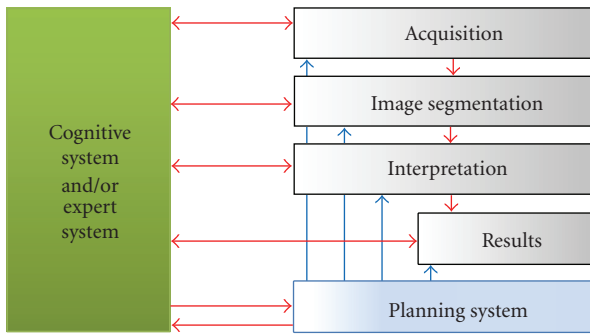 Cognitive
system
and/or
expert
system
Acquisition
Image segmentation
Interpretation
Results
Planning system